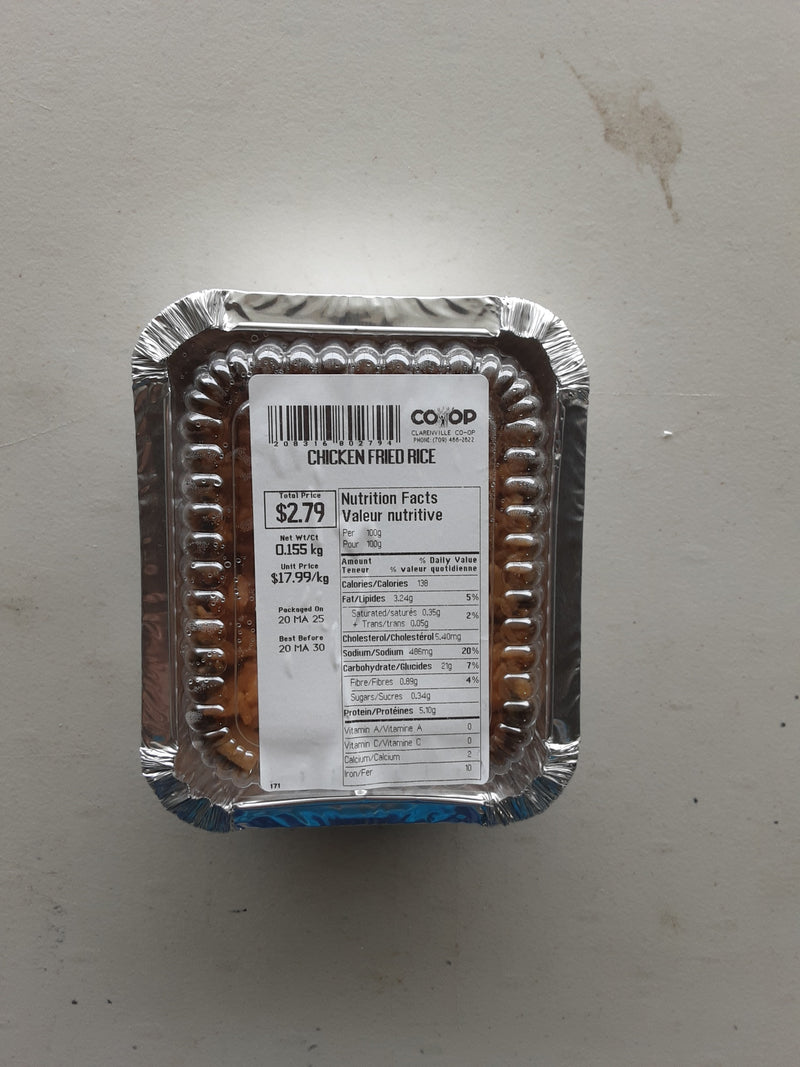 CO-OP
CLARENVILLE CO-OP
PHONE:(709) 466-2622
2 08316 802794
CHICKEN FRIED RICE
Total Price
$2.79
Net Wt/Ct
0.155 kg
Unit Price
$17.99/kg
Packaged On
20 MA 25
Best Before
20 MA 30
171
Nutrition Facts
Valeur nutritive
Per 100g
Pour 100g
Amount % Daily Value
Teneur % valeur quotidienne
Calories/Calories 138
Fat/Lipides 3.24g 5%
Saturated/saturés 0.35g 2%
+ Trans/trans 0.05g
Cholesterol/Cholestérol 5.40mg
Sodium/Sodium 486mg 20%
Carbohydrate/Glucides 21g 7%
Fibre/Fibres 0.89g 4%
Sugars/Sucres 0.34g
Protein/Protéines 5.10g
Vitamin A/Vitamine A 0
Vitamin C/Vitamine C 0
Calcium/Calcium 2
Iron/Fer 10